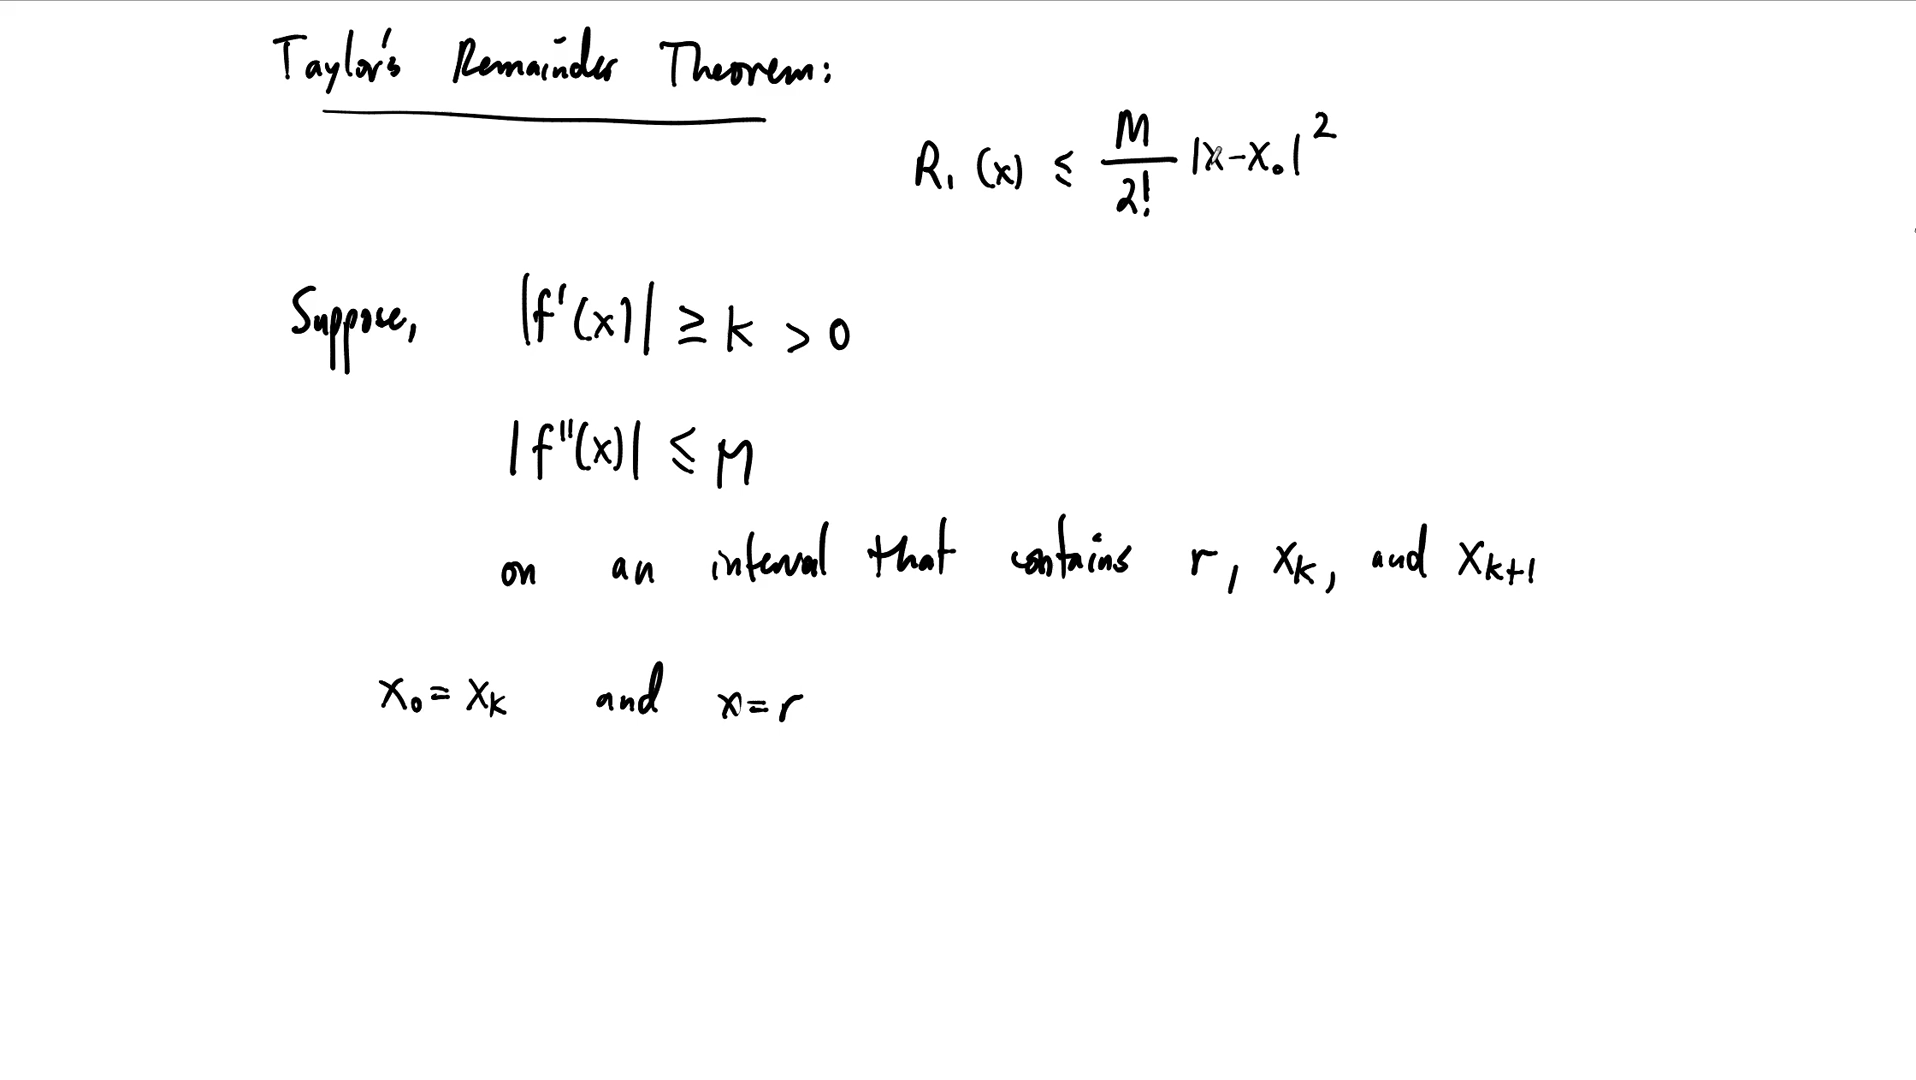 Taylor's Remainder Theorem:
R₁ (x) ≤ M/2! |x-x₀|²
Suppose, |f'(x)| ≥ k > 0
|f''(x)| ≤ M
on an interval that contains r, xₖ, and xₖ₊₁
x₀ = xₖ and x = r